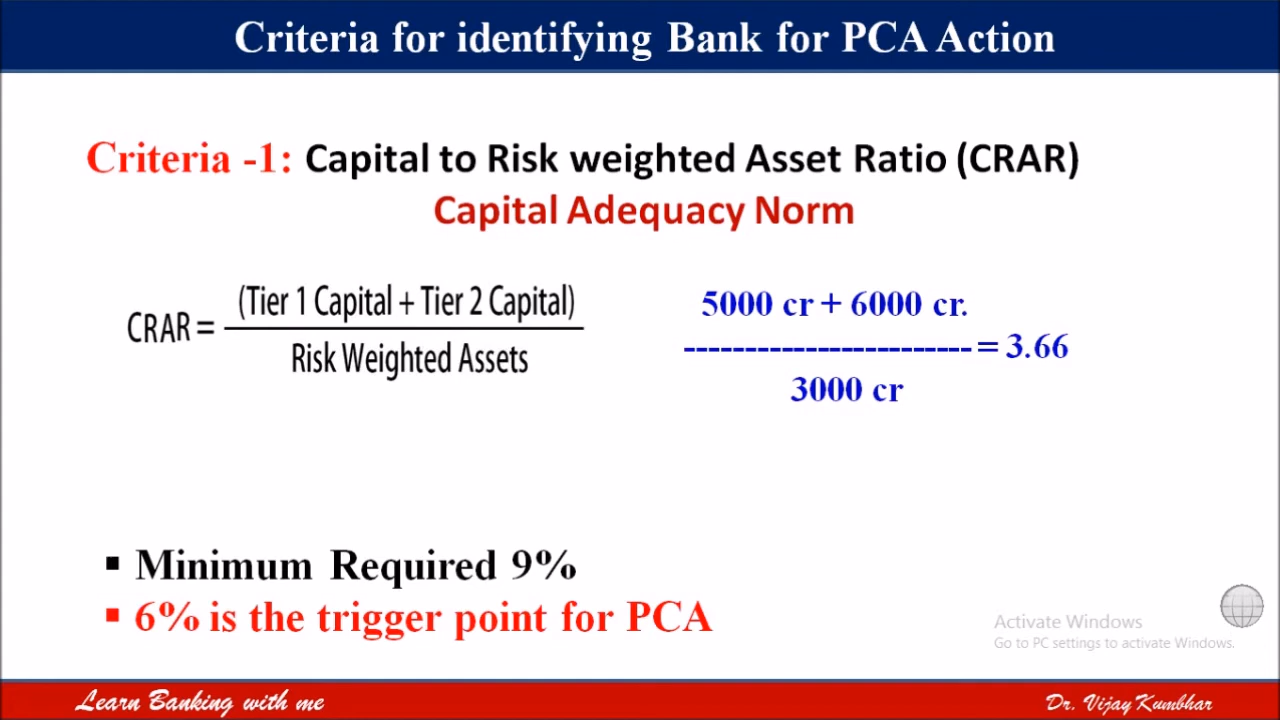 Criteria for identifying Bank for PCA Action
Criteria -1: Capital to Risk weighted Asset Ratio (CRAR)
Capital Adequacy Norm
(Tier 1 Capital + Tier 2 Capital)
CRAR =
Risk Weighted Assets
5000 cr + 6000 cr.
------------------------ = 3.66
3000 cr
▪ Minimum Required 9%
▪ 6% is the trigger point for PCA
Activate Windows
Go to PC settings to activate Windows.
Learn Banking with me
Dr. Vijay Kumbhar